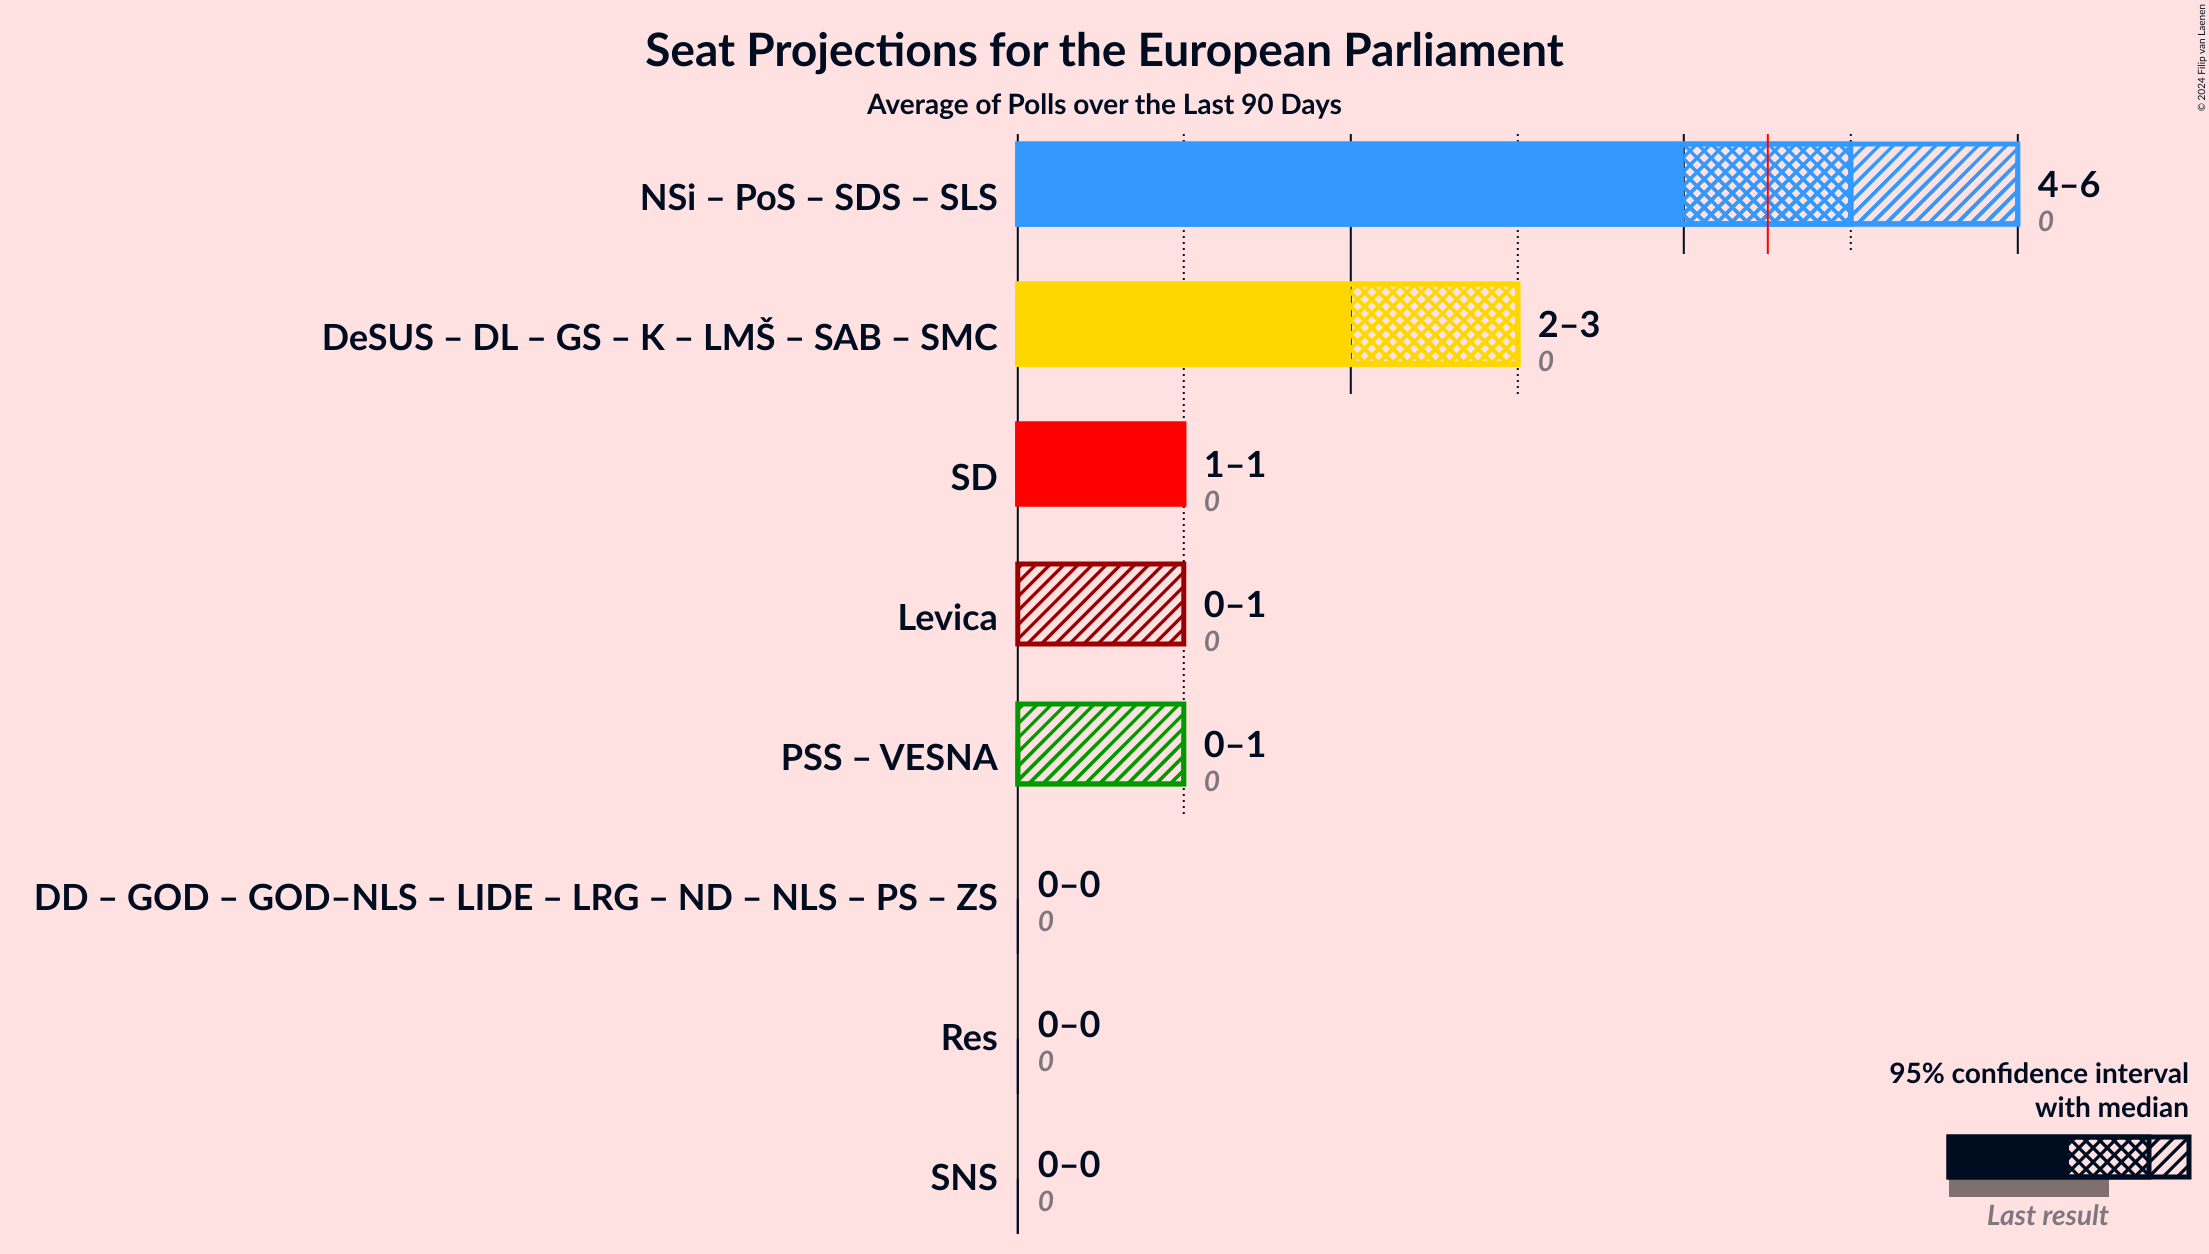 Seat Projections for the European Parliament
Average of Polls over the Last 90 Days
© 2024 Filip van Laenen
NSi – PoS – SDS – SLS
4–6
0
DeSUS – DL – GS – K – LMŠ – SAB – SMC
2–3
0
SD
1–1
0
Levica
0–1
0
PSS – VESNA
0–1
0
DD – GOD – GOD–NLS – LIDE – LRG – ND – NLS – PS – ZS
0–0
0
Res
0–0
0
SNS
0–0
0
95% confidence interval
with median
Last result